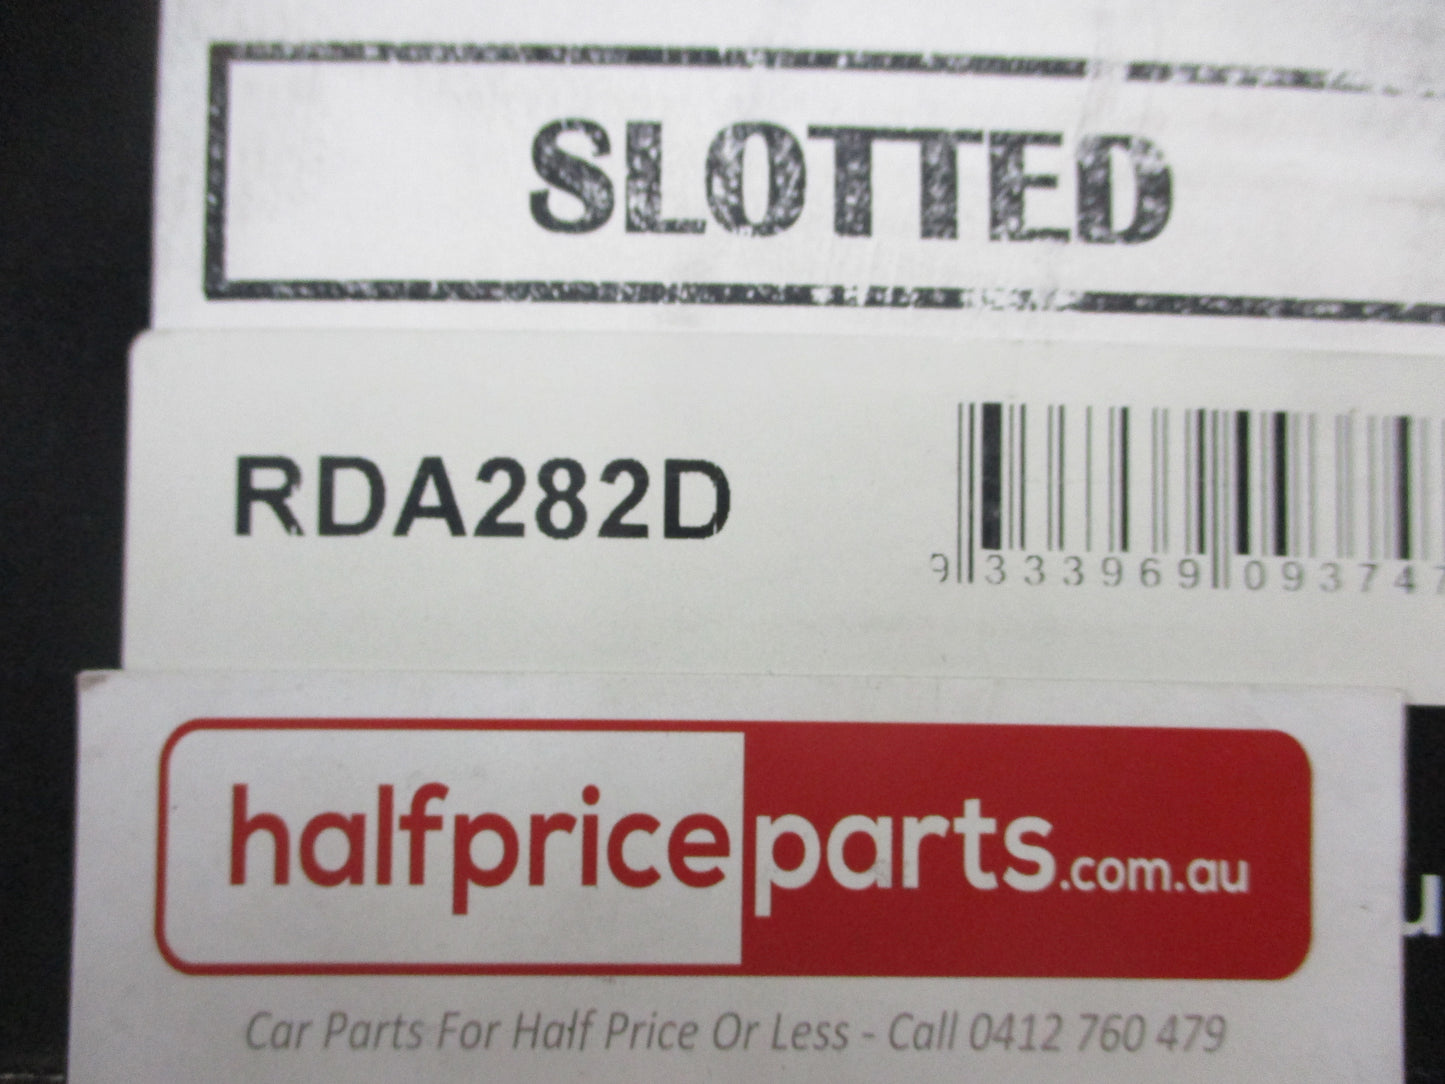 SLOTTED
RDA282D
9 333969 09374
halfpriceparts.com.au
Car Parts For Half Price Or Less - Call 0412 760 479